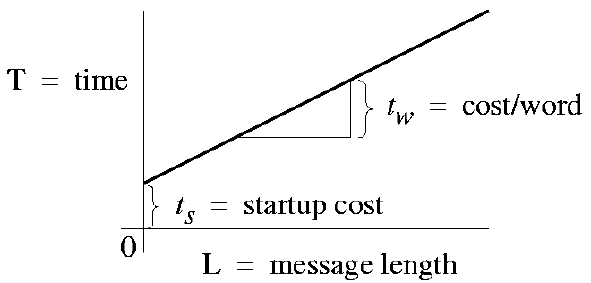 T = time
t_w = cost/word
t_s = startup cost
0
L = message length